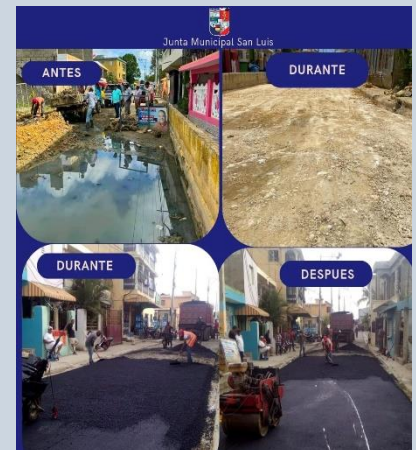 Junta Municipal San Luis
ANTES
DURANTE
DURANTE
DESPUES